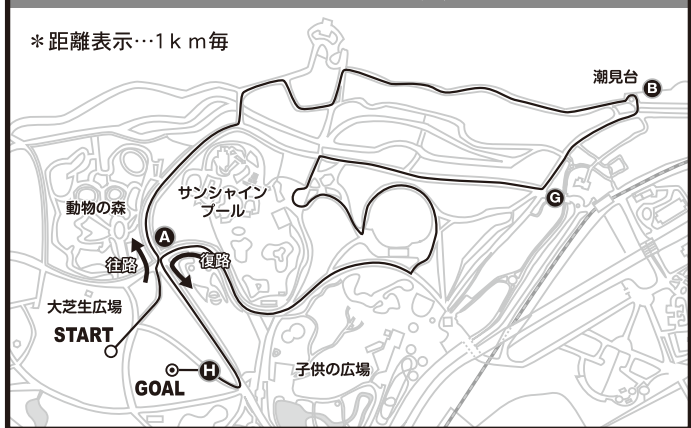 ＊距離表示…1ｋｍ毎
潮見台
B
サンシャイン
プール
動物の森
G
A
往路
復路
大芝生広場
START
子供の広場
H
GOAL